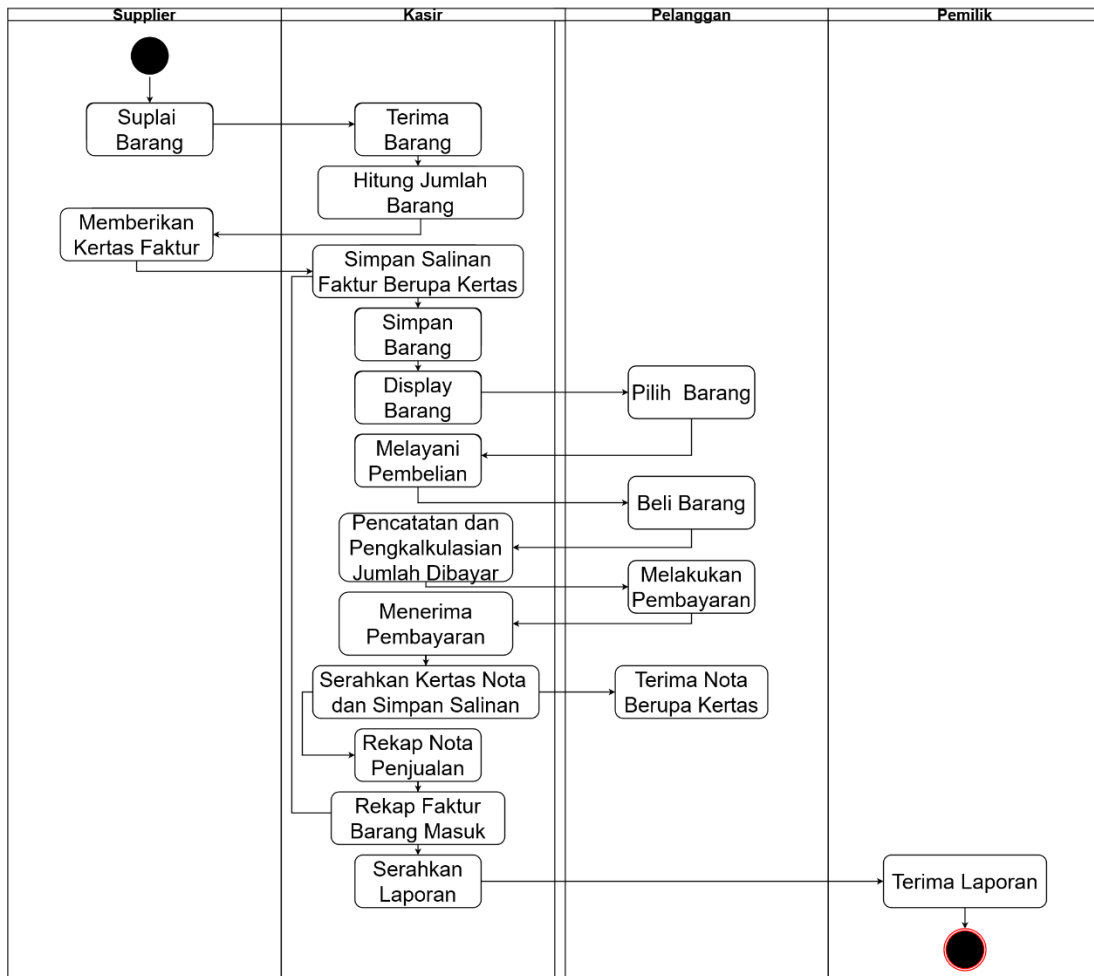 Supplier
Kasir
Pelanggan
Pemilik
Suplai
Barang
Terima
Barang
Hitung Jumlah
Barang
Memberikan
Kertas Faktur
Simpan Salinan
Faktur Berupa Kertas
Simpan
Barang
Display
Barang
Pilih Barang
Melayani
Pembelian
Beli Barang
Pencatatan dan
Pengkalkulasian
Jumlah Dibayar
Melakukan
Pembayaran
Menerima
Pembayaran
Serahkan Kertas Nota
dan Simpan Salinan
Terima Nota
Berupa Kertas
Rekap Nota
Penjualan
Rekap Faktur
Barang Masuk
Serahkan
Laporan
Terima Laporan